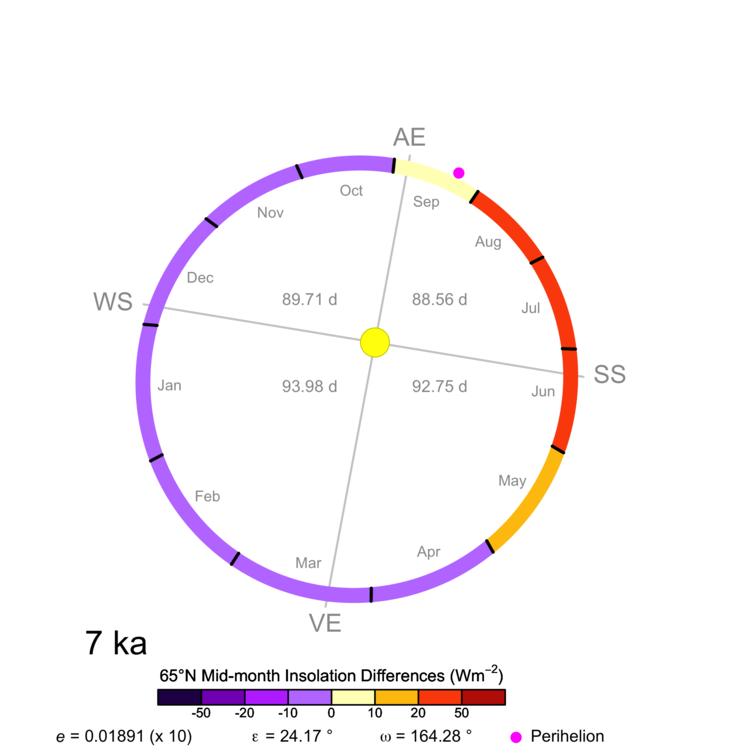 AE
Oct
Sep
Nov
Aug
Dec
WS
89.71 d
88.56 d
Jul
SS
Jan
93.98 d
92.75 d
Jun
May
Feb
Apr
Mar
VE
7 ka
65°N Mid-month Insolation Differences (Wm⁻²)
-50 -20 -10 0 10 20 50
e = 0.01891 (x 10) ε = 24.17 ° ω = 164.28 ° Perihelion